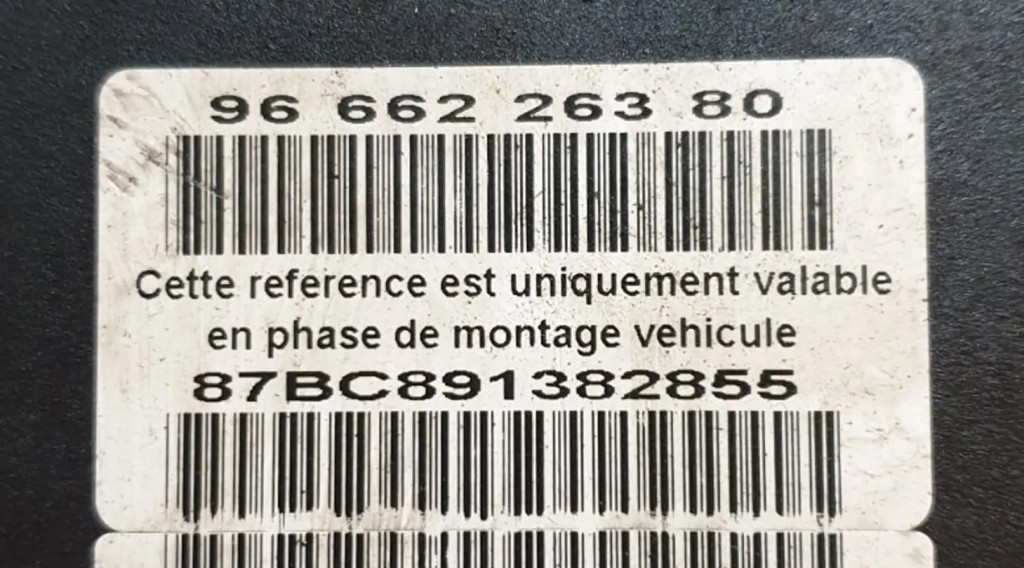 96 662 263 80
Cette reference est uniquement valable
en phase de montage vehicule
87BC891382855